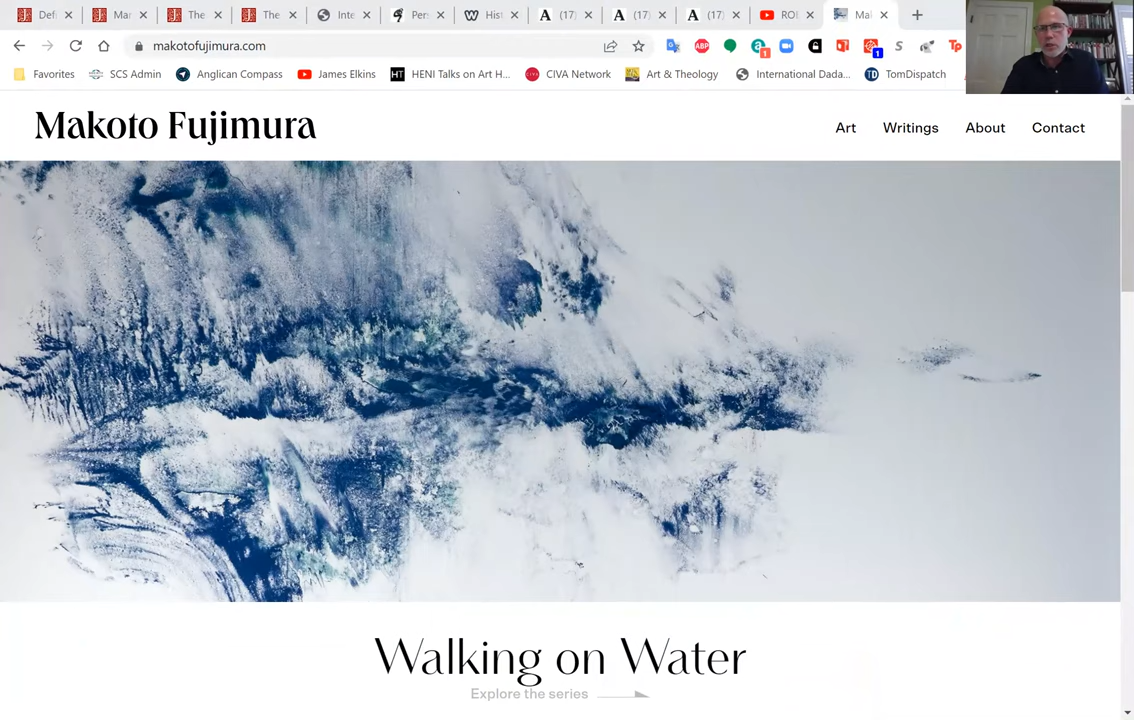 Defi Mar The The Inte Pers Hist (17) (17) (17) RO! Mak
makotofujimura.com
Favorites SCS Admin Anglican Compass James Elkins HENI Talks on Art H... CIVA Network Art & Theology International Dada... TomDispatch
Makoto Fujimura
Art Writings About Contact
Walking on Water
Explore the series